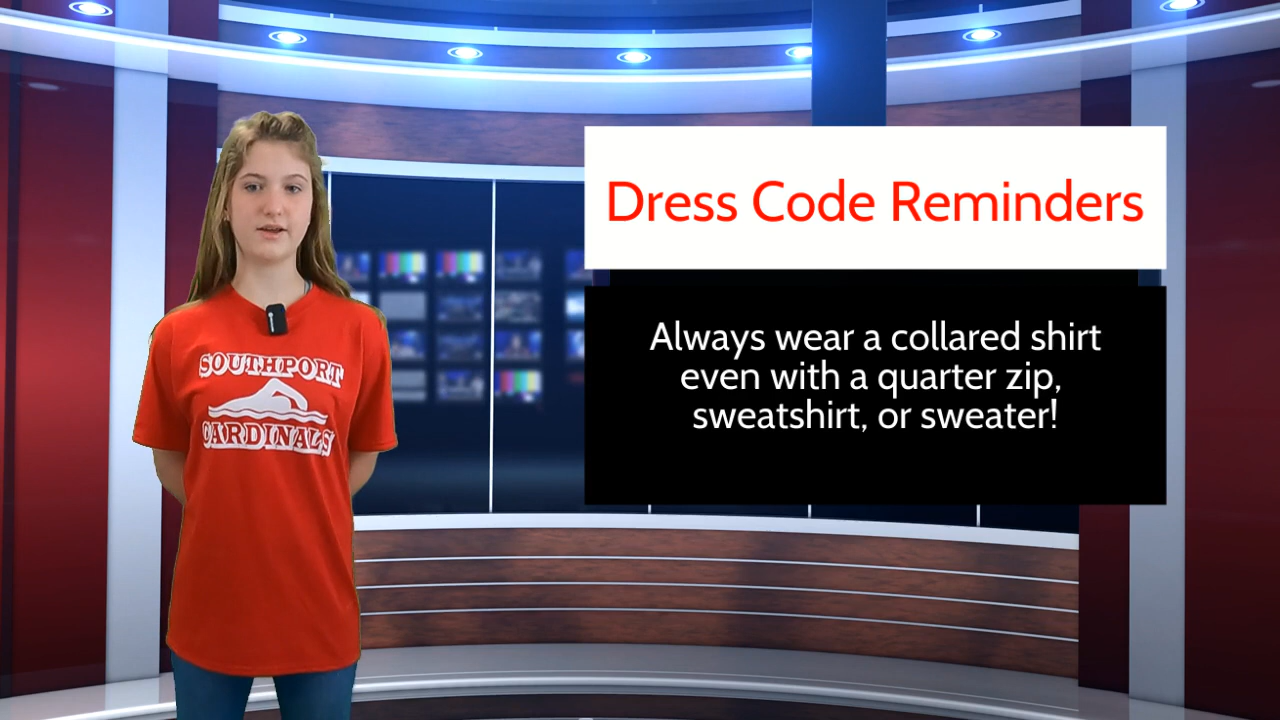 Dress Code Reminders
Always wear a collared shirt
even with a quarter zip,
sweatshirt, or sweater!
SOUTHPORT
CARDINALS